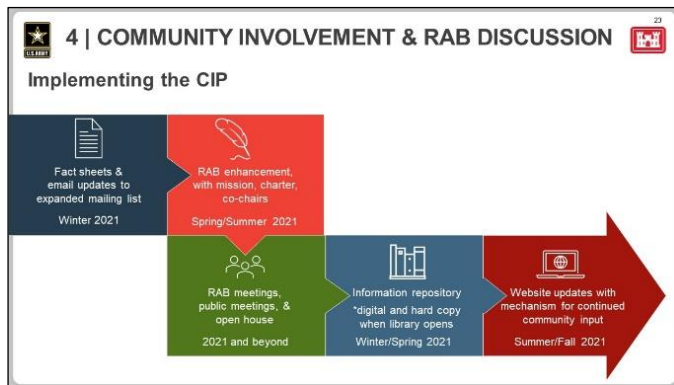 23
4 | COMMUNITY INVOLVEMENT & RAB DISCUSSION
U.S. ARMY
Implementing the CIP
Fact sheets &
email updates to
expanded mailing list
Winter 2021
RAB enhancement,
with mission, charter,
co-chairs
Spring/Summer 2021
RAB meetings,
public meetings, &
open house
2021 and beyond
Information repository
*digital and hard copy
when library opens
Winter/Spring 2021
Website updates with
mechanism for continued
community input
Summer/Fall 2021